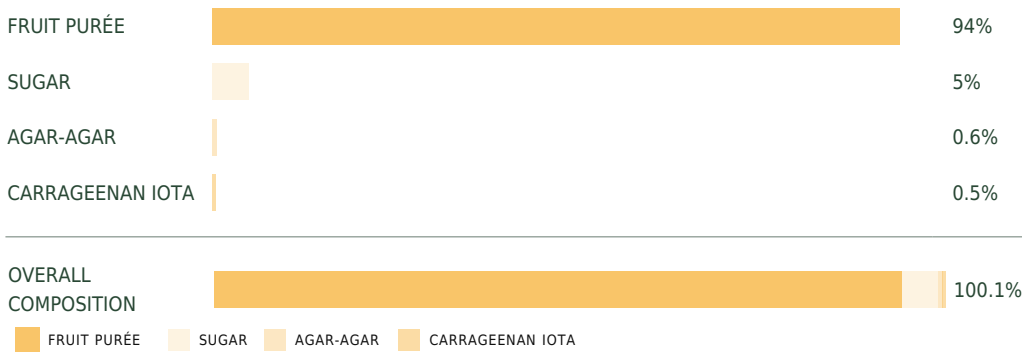 FRUIT PURÉE 94%
SUGAR 5%
AGAR-AGAR 0.6%
CARRAGEENAN IOTA 0.5%
OVERALL
COMPOSITION 100.1%
FRUIT PURÉE SUGAR AGAR-AGAR CARRAGEENAN IOTA